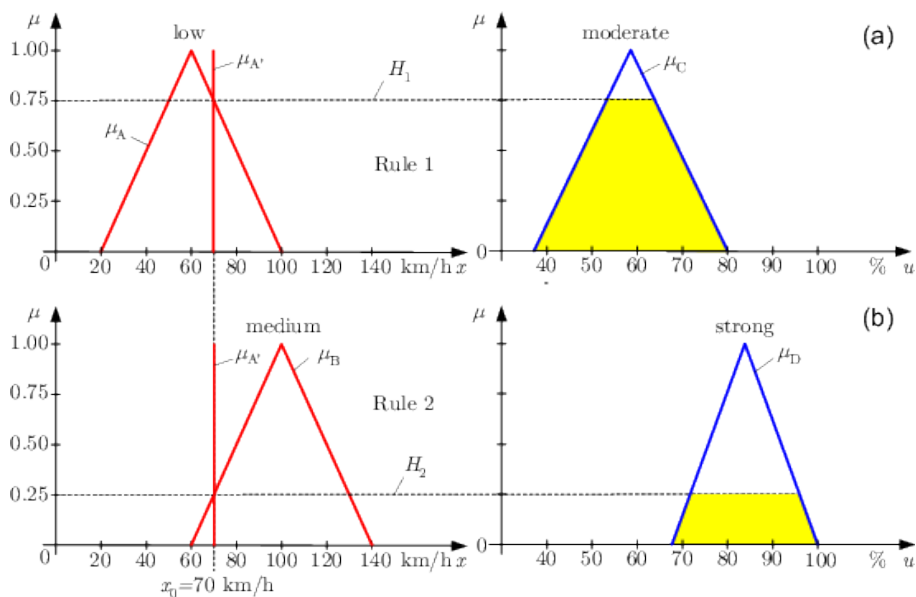 μ low μ moderate (a)
1.00 μA' μC
H1
0.75
μA
0.50
Rule 1
0.25
0 20 40 60 80 100 120 140 km/h x 0 40 50 60 70 80 90 100 % u
μ medium μ strong (b)
1.00 μA' μB μD
0.75
Rule 2
0.50
H2
0.25
0 20 40 60 80 100 120 140 km/h x 0 40 50 60 70 80 90 100 % u
x0=70 km/h